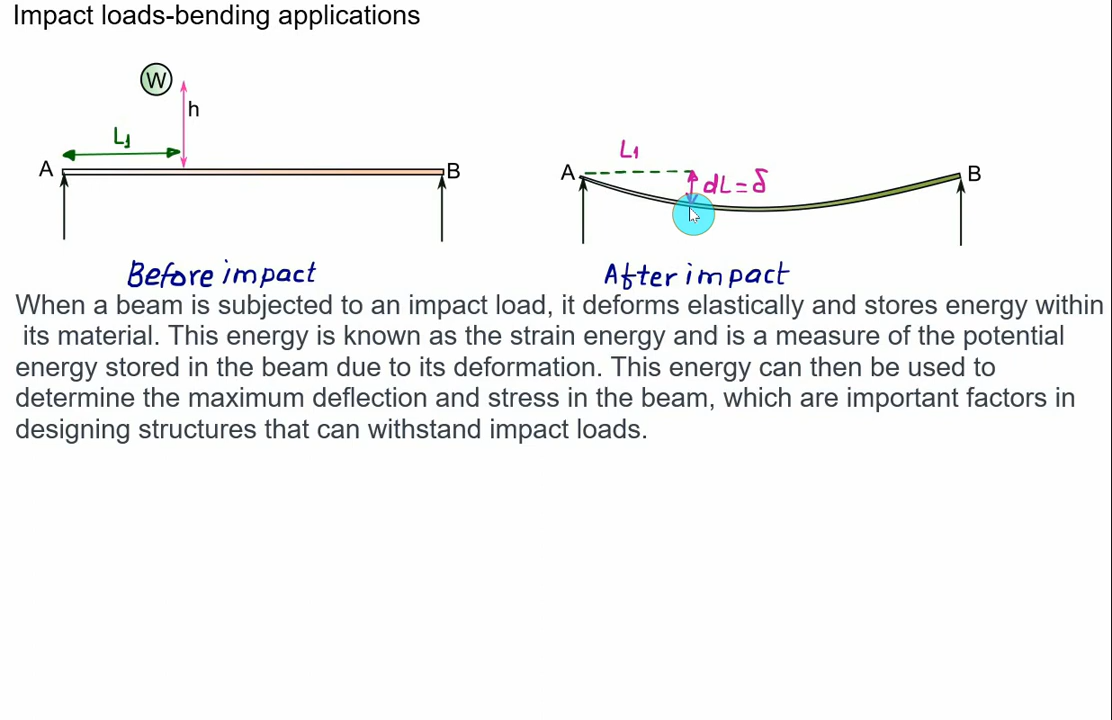 Impact loads-bending applications
W
h
L1
A
B
L1
A
dL=δ
B
Before impact
After impact
When a beam is subjected to an impact load, it deforms elastically and stores energy within
its material. This energy is known as the strain energy and is a measure of the potential
energy stored in the beam due to its deformation. This energy can then be used to
determine the maximum deflection and stress in the beam, which are important factors in
designing structures that can withstand impact loads.